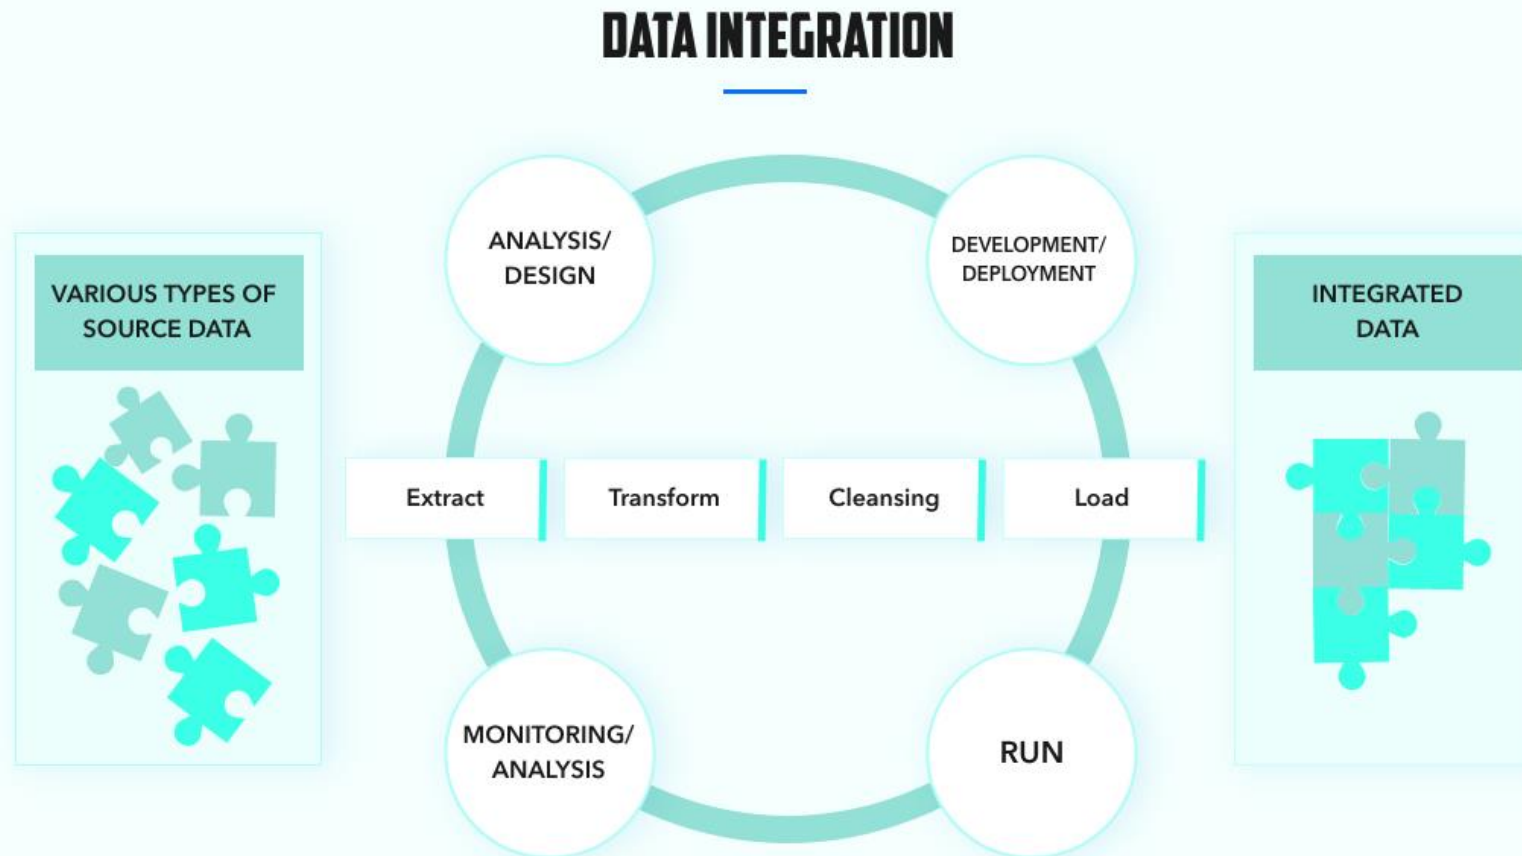 DATA INTEGRATION
ANALYSIS/
DESIGN
DEVELOPMENT/
DEPLOYMENT
VARIOUS TYPES OF
SOURCE DATA
INTEGRATED
DATA
Extract
Transform
Cleansing
Load
MONITORING/
ANALYSIS
RUN